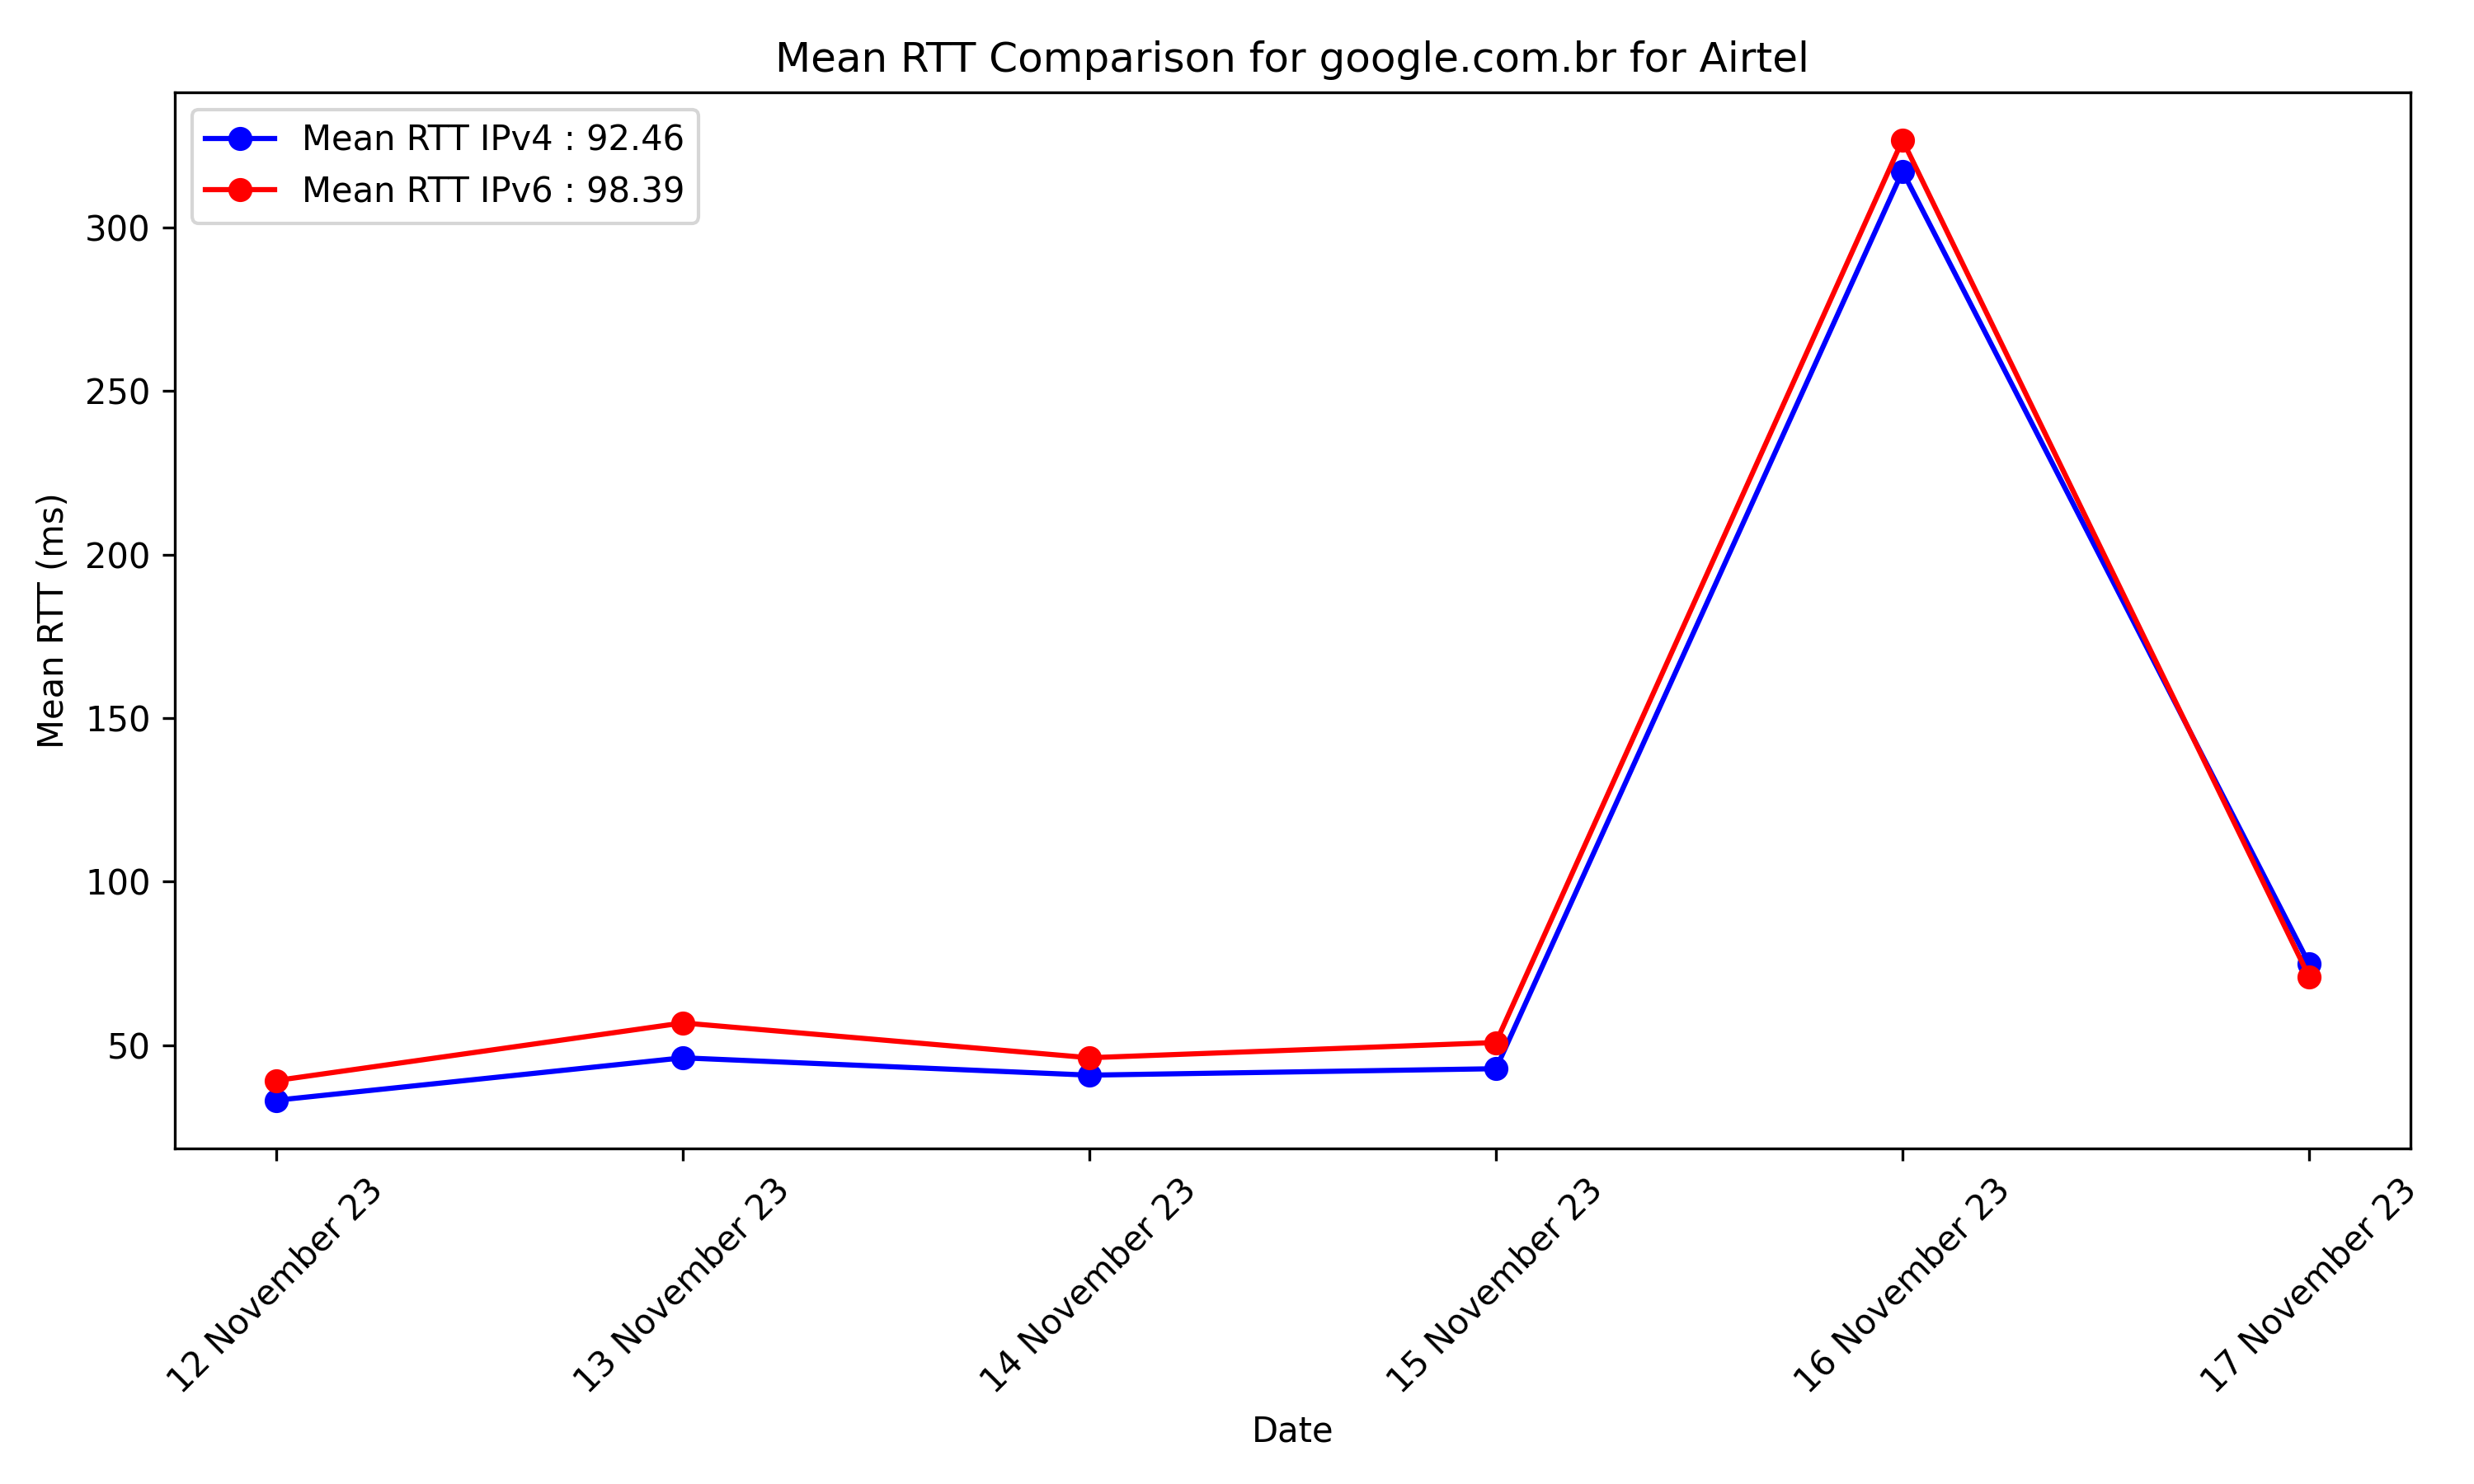 Mean RTT Comparison for google.com.br for Airtel
Mean RTT IPv4 : 92.46
Mean RTT IPv6 : 98.39
Mean RTT (ms)
300
250
200
150
100
50
12 November 23
13 November 23
14 November 23
15 November 23
16 November 23
17 November 23
Date